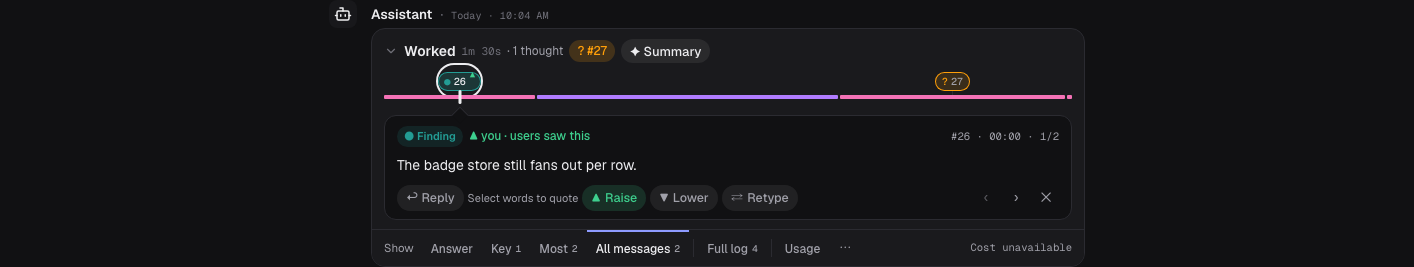 Assistant · Today · 10:04 AM
Worked 1m 30s · 1 thought ? #27 ✦ Summary
26 ▲ ? 27
Finding ▲ you · users saw this #26 · 00:00 · 1/2
The badge store still fans out per row.
↩ Reply Select words to quote ▲ Raise ▼ Lower ⇄ Retype ‹ › ×
Show Answer Key 1 Most 2 All messages 2 Full log 4 Usage ··· Cost unavailable